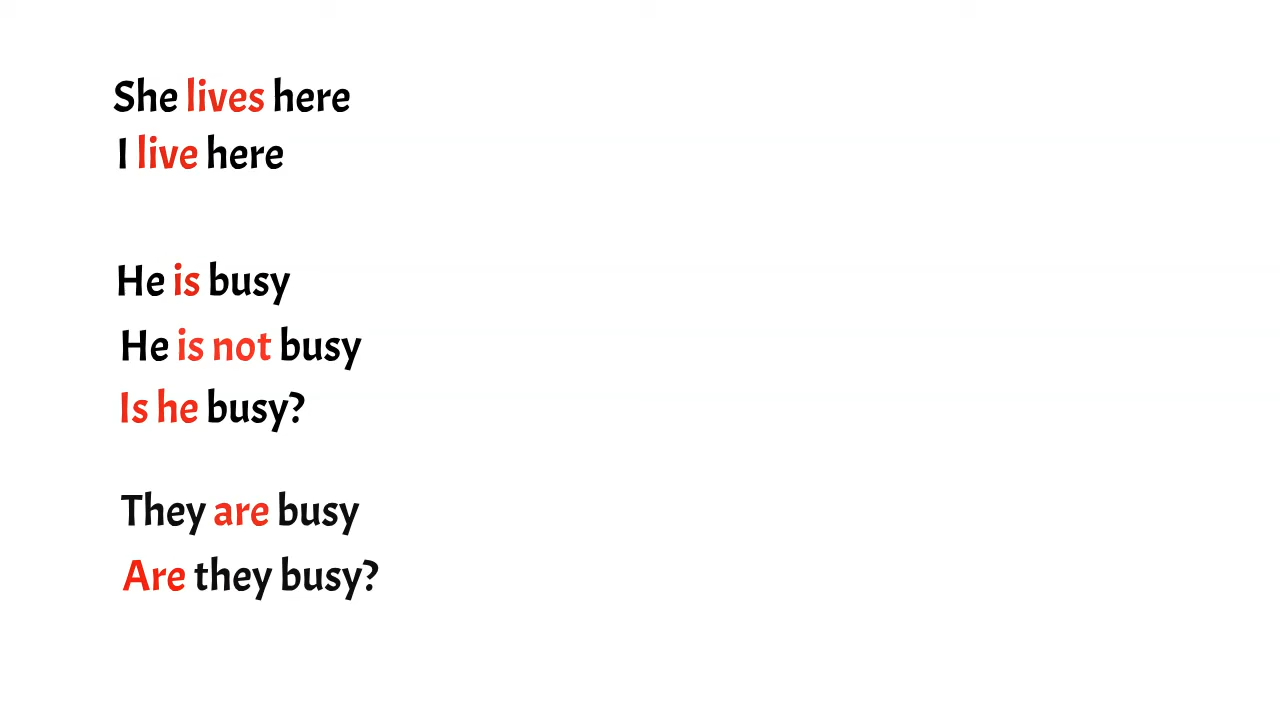 She lives here
I live here
He is busy
He is not busy
Is he busy?
They are busy
Are they busy?